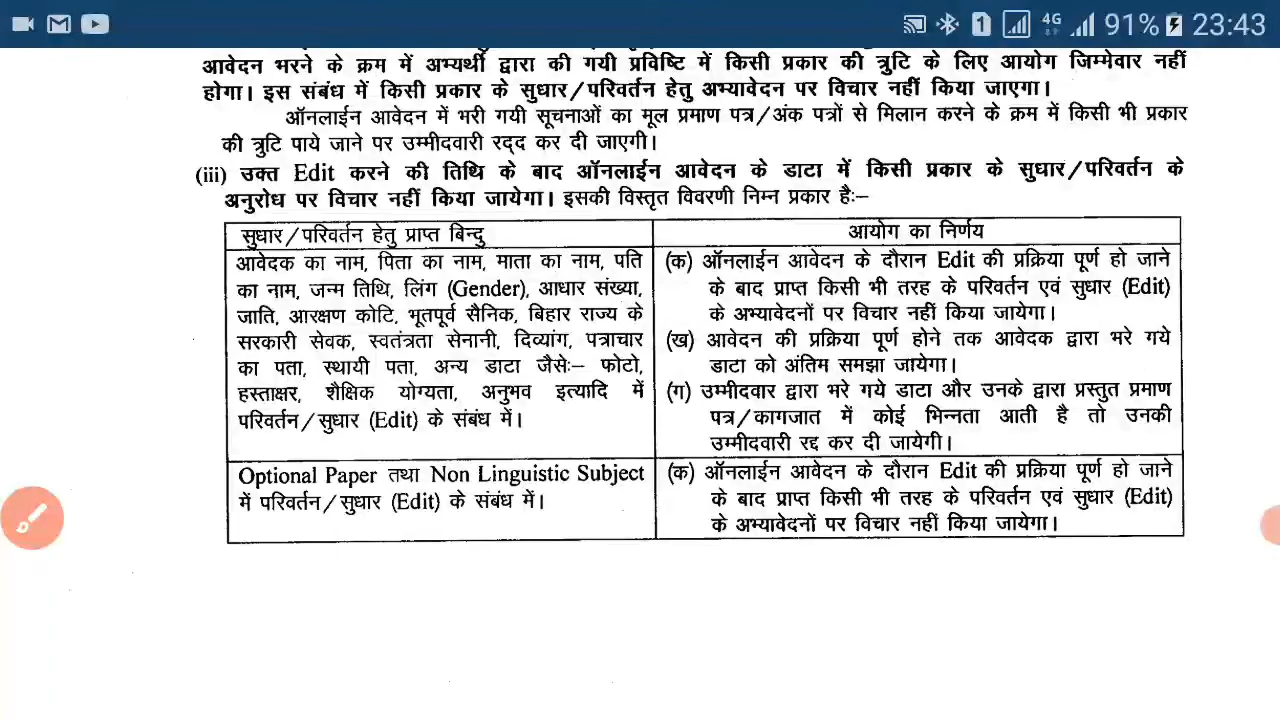 4G 91% 23:43
आवेदन भरने के क्रम में अभ्यर्थी द्वारा की गयी प्रविष्टि में किसी प्रकार की त्रुटि के लिए आयोग जिम्मेवार नहीं
होगा। इस संबंध में किसी प्रकार के सुधार/परिवर्तन हेतु अभ्यावेदन पर विचार नहीं किया जाएगा।
ऑनलाईन आवेदन में भरी गयी सूचनाओं का मूल प्रमाण पत्र/अंक पत्रों से मिलान करने के क्रम में किसी भी प्रकार
की त्रुटि पाये जाने पर उम्मीदवारी रद्द कर दी जाएगी।
(iii) उक्त Edit करने की तिथि के बाद ऑनलाईन आवेदन के डाटा में किसी प्रकार के सुधार/परिवर्तन के
अनुरोध पर विचार नहीं किया जायेगा। इसकी विस्तृत विवरणी निम्न प्रकार है:–
सुधार/परिवर्तन हेतु प्राप्त बिन्दु
आवेदक का नाम, पिता का नाम, माता का नाम, पति
का नाम, जन्म तिथि, लिंग (Gender), आधार संख्या,
जाति, आरक्षण कोटि, भूतपूर्व सैनिक, बिहार राज्य के
सरकारी सेवक, स्वतंत्रता सेनानी, दिव्यांग, पत्राचार
का पता, स्थायी पता, अन्य डाटा जैसे:– फोटो,
हस्ताक्षर, शैक्षिक योग्यता, अनुभव इत्यादि में
परिवर्तन/सुधार (Edit) के संबंध में।
आयोग का निर्णय
(क) ऑनलाईन आवेदन के दौरान Edit की प्रक्रिया पूर्ण हो जाने
के बाद प्राप्त किसी भी तरह के परिवर्तन एवं सुधार (Edit)
के अभ्यावेदनों पर विचार नहीं किया जायेगा।
(ख) आवेदन की प्रक्रिया पूर्ण होने तक आवेदक द्वारा भरे गये
डाटा को अंतिम समझा जायेगा।
(ग) उम्मीदवार द्वारा भरे गये डाटा और उनके द्वारा प्रस्तुत प्रमाण
पत्र/कागजात में कोई भिन्नता आती है तो उनकी
उम्मीदवारी रद्द कर दी जायेगी।
Optional Paper तथा Non Linguistic Subject
में परिवर्तन/सुधार (Edit) के संबंध में।
(क) ऑनलाईन आवेदन के दौरान Edit की प्रक्रिया पूर्ण हो जाने
के बाद प्राप्त किसी भी तरह के परिवर्तन एवं सुधार (Edit)
के अभ्यावेदनों पर विचार नहीं किया जायेगा।